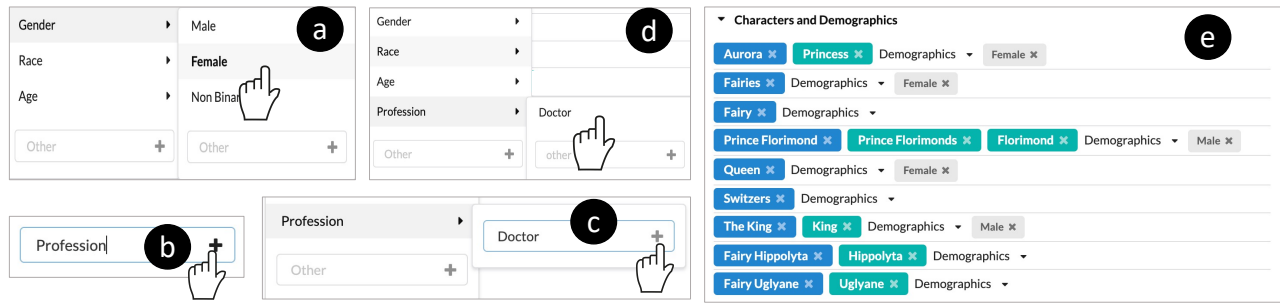 Gender
Male
a
Race
Female
Age
Non Binar
Other
Other
Profession
b
Gender
d
Race
Age
Profession
Doctor
Other
other
Profession
Doctor
c
Other
Characters and Demographics
e
Aurora × Princess × Demographics Female ×
Fairies × Demographics Female ×
Fairy × Demographics
Prince Florimond × Prince Florimonds × Florimond × Demographics Male ×
Queen × Demographics Female ×
Switzers × Demographics
The King × King × Demographics Male ×
Fairy Hippolyta × Hippolyta × Demographics
Fairy Uglyane × Uglyane × Demographics